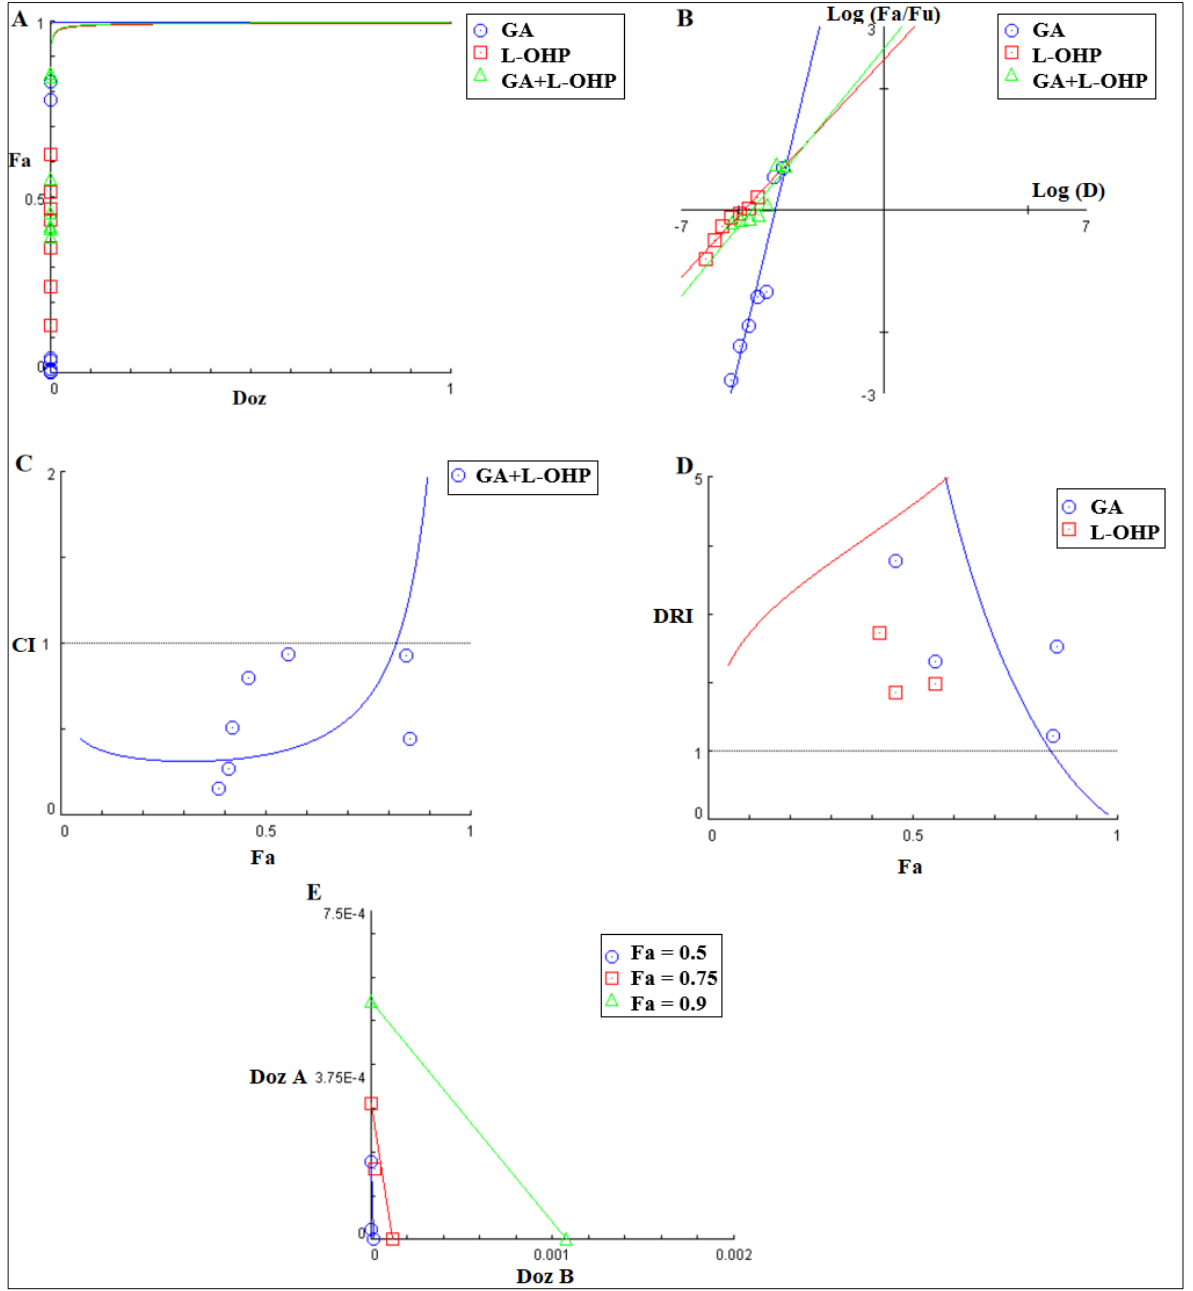 A
1
Fa
0.5
0
0
1
Doz
GA
L-OHP
GA+L-OHP
B
Log (Fa/Fu)
3
Log (D)
-7
7
-3
GA
L-OHP
GA+L-OHP
C
2
CI
1
0
0
0.5
1
Fa
GA+L-OHP
D
5
DRI
1
0
0
0.5
1
Fa
GA
L-OHP
E
7.5E-4
Doz A
3.75E-4
0
0
0.001
0.002
Doz B
Fa = 0.5
Fa = 0.75
Fa = 0.9